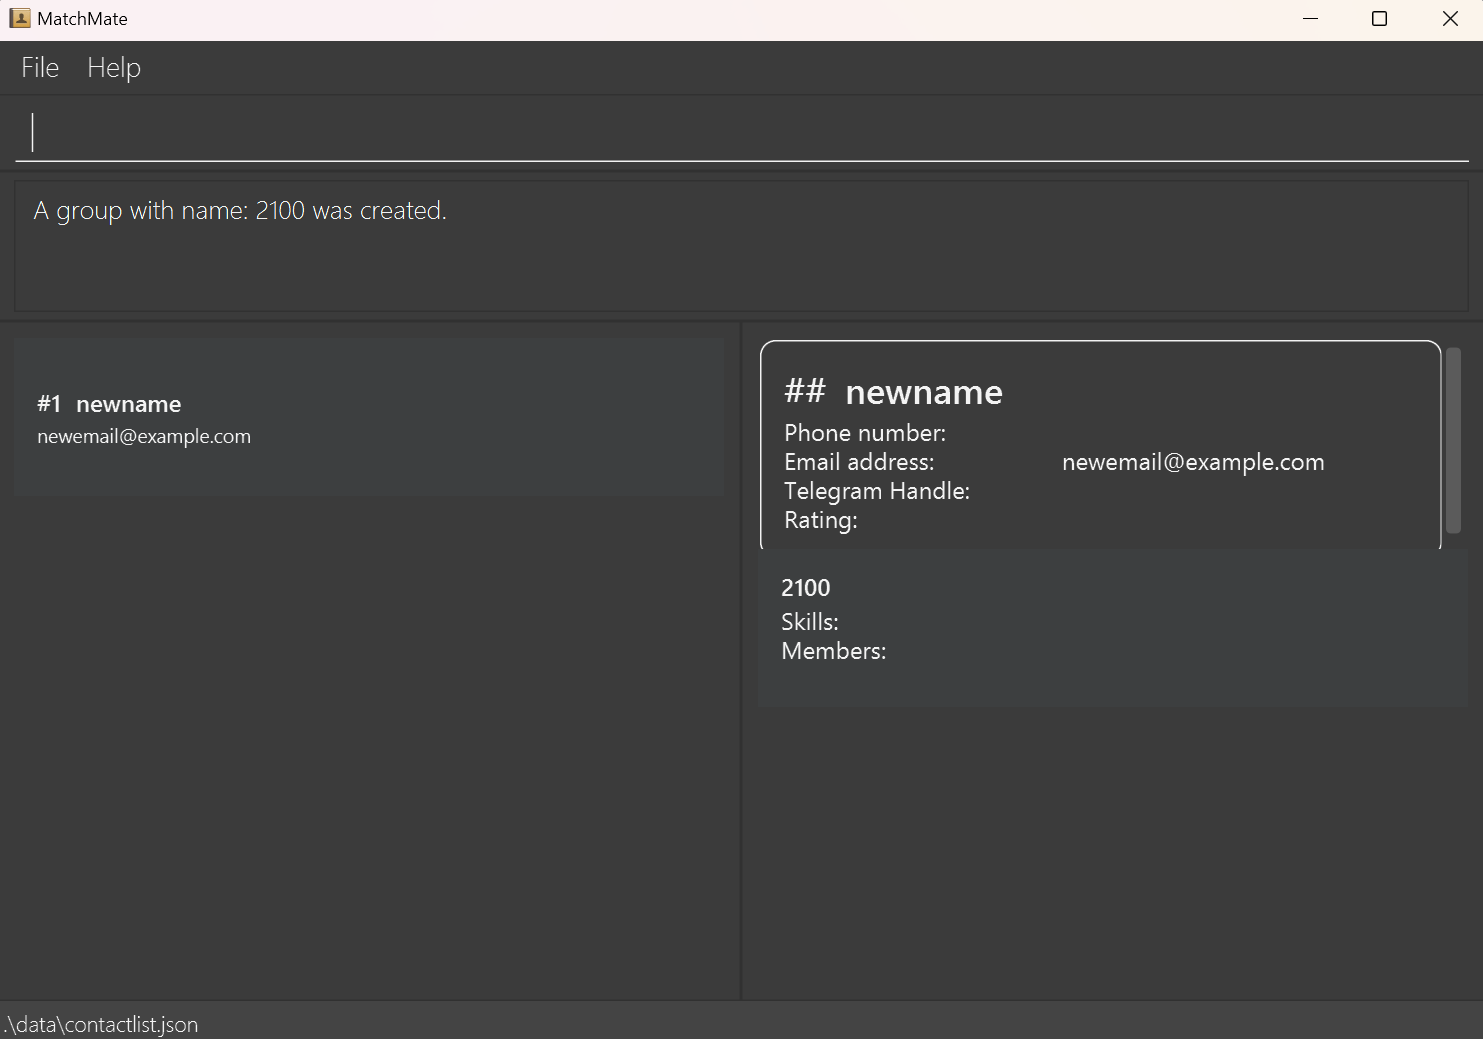 MatchMate
File Help
A group with name: 2100 was created.
#1 newname
newemail@example.com
## newname
Phone number:
Email address: newemail@example.com
Telegram Handle:
Rating:
2100
Skills:
Members:
.\data\contactlist.json